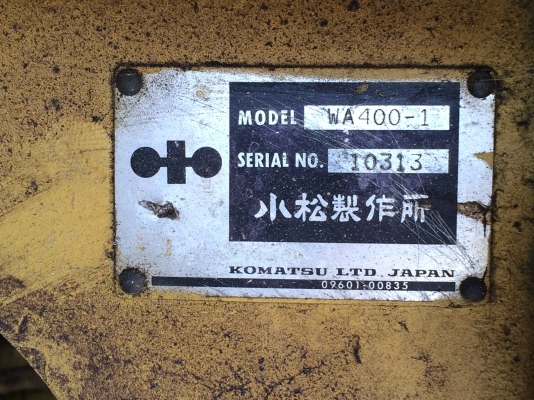 MODEL WA400-1
SERIAL NO. 10313
小松製作所
KOMATSU LTD. JAPAN
09601-00835